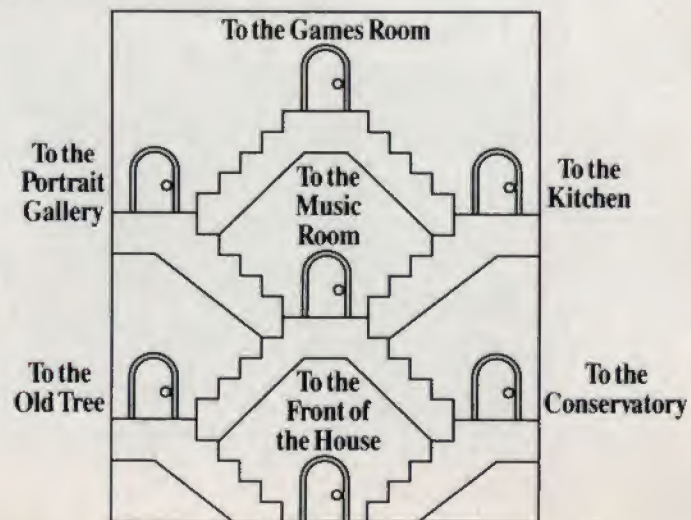 To the Games Room
To the
Portrait
Gallery
To the
Music
Room
To the
Kitchen
To the
Old Tree
To the
Front of
the House
To the
Conservatory